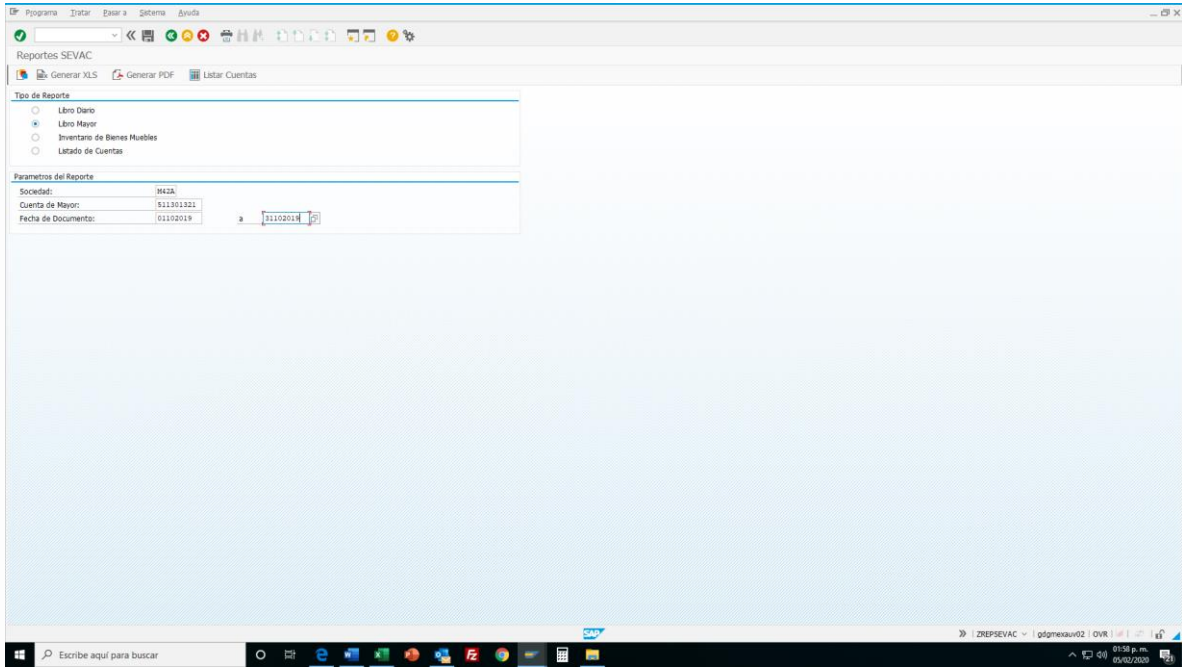 Programa Tratar Pasar a Sistema Ayuda
Reportes SEVAC
Generar XLS Generar PDF Listar Cuentas
Tipo de Reporte
Libro Diario
Libro Mayor
Inventario de Bienes Muebles
Listado de Cuentas
Parametros del Reporte
Sociedad: M42A
Cuenta de Mayor: 511301321
Fecha de Documento: 01102019 a 31102019
SAP
ZREPSEVAC gdgmexauv02 OVR
Escribe aquí para buscar
01:58 p. m.
05/02/2020
21